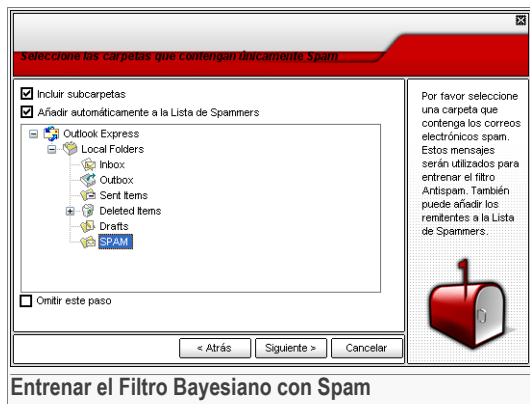 Seleccione las carpetas que contengan únicamente Spam
Incluir subcarpetas
Añadir automáticamente a la Lista de Spammers
Outlook Express
Local Folders
Inbox
Outbox
Sent Items
Deleted Items
Drafts
SPAM
Omitir este paso
< Atrás
Siguiente >
Cancelar
Por favor seleccione
una carpeta que
contenga los correos
electrónicos spam.
Estos mensajes
serán utilizados para
entrenar el filtro
Antispam. También
puede añadir los
remitentes a la Lista
de Spammers.
Entrenar el Filtro Bayesiano con Spam